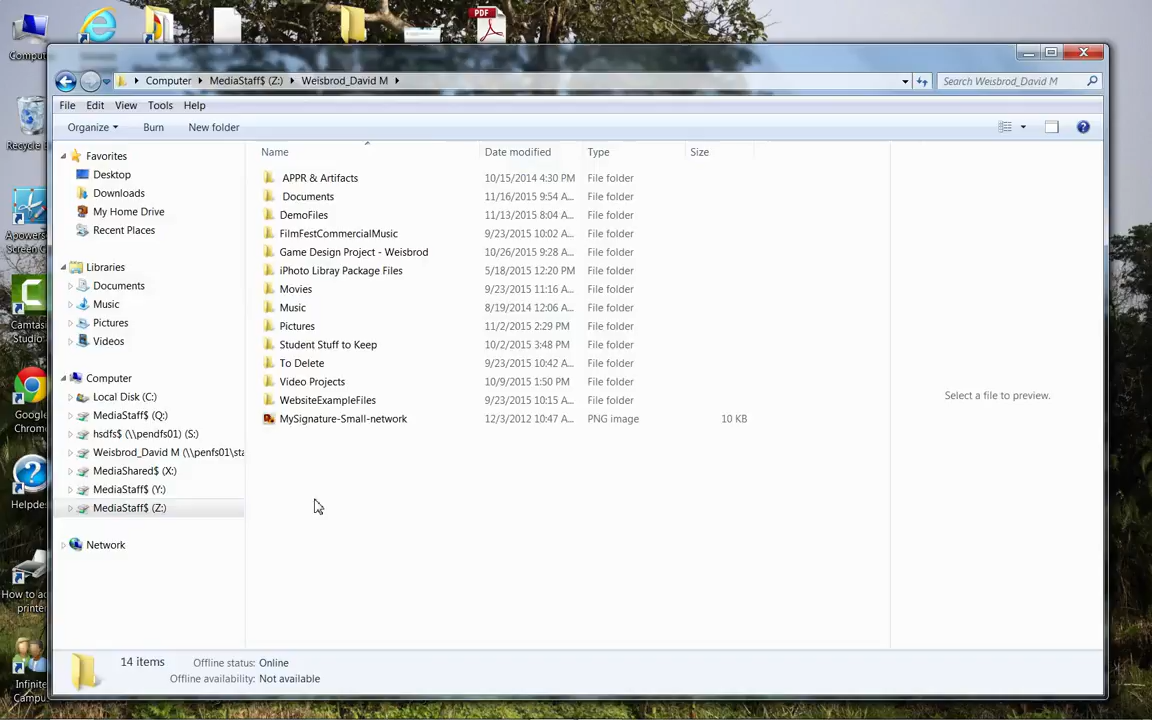 PDF
Compu
Computer MediaStaff$ (Z:) Weisbrod_David M
Search Weisbrod_David M
File Edit View Tools Help
Organize Burn New folder
Name Date modified Type Size
Favorites
Desktop
Downloads
My Home Drive
Recent Places
Libraries
Documents
Music
Pictures
Videos
Computer
Local Disk (C:)
MediaStaff$ (Q:)
hsdfs$ (\\pendfs01) (S:)
Weisbrod_David M (\\penfs01\sta
MediaShared$ (X:)
MediaStaff$ (Y:)
MediaStaff$ (Z:)
Network
APPR & Artifacts 10/15/2014 4:30 PM File folder
Documents 11/16/2015 9:54 A... File folder
DemoFiles 11/13/2015 8:04 A... File folder
FilmFestCommercialMusic 9/23/2015 10:02 A... File folder
Game Design Project - Weisbrod 10/26/2015 9:28 A... File folder
iPhoto Libray Package Files 5/18/2015 12:20 PM File folder
Movies 9/23/2015 11:16 A... File folder
Music 8/19/2014 12:06 A... File folder
Pictures 11/2/2015 2:29 PM File folder
Student Stuff to Keep 10/2/2015 3:48 PM File folder
To Delete 9/23/2015 10:42 A... File folder
Video Projects 10/9/2015 1:50 PM File folder
WebsiteExampleFiles 9/23/2015 10:15 A... File folder
MySignature-Small-network 12/3/2012 10:47 A... PNG image 10 KB
Select a file to preview.
14 items Offline status: Online
Offline availability: Not available
Recycle
Apowers
Screen
Camtas
Studio
Google
Chrom
Helpdes
How to ac
printe
Infinite
Campu